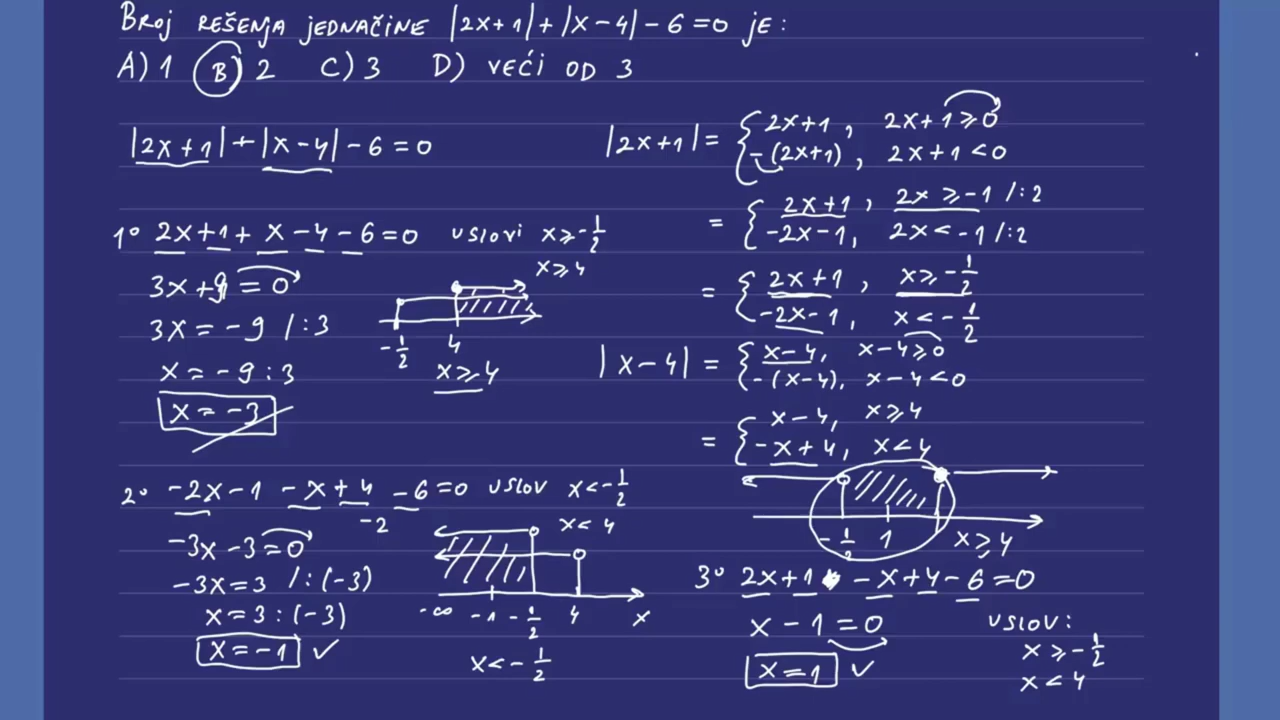 BROJ REŠENJA JEDNAČINE |2x+1|+|x-4|-6=0 je:
A) 1 B) 2 C) 3 D) VEĆI OD 3
|2x+1|+|x-4|-6=0
1° 2x+1+x-4-6=0 USLOVI x≥-1/2
x≥4
3x+9=0
3x=-9 /:3
x=-9:3
x=-3
-1/2 4
x≥4
2° -2x-1 -x+4 -6=0 USLOV x<-1/2
-2
x<4
-3x-3=0
-3x=3 /:(-3)
x=3:(-3)
x=-1 ✓
-∞ -1 -1/2 4 x
x<-1/2
|2x+1|= { 2x+1, 2x+1≥0
-(2x+1), 2x+1<0
= { 2x+1, 2x≥-1 /:2
-2x-1, 2x<-1 /:2
= { 2x+1, x≥-1/2
-2x-1, x<-1/2
|x-4| = { x-4, x-4≥0
-(x-4), x-4<0
= { x-4, x≥4
-x+4, x<4
-1/2 1 x≥4
3° 2x+1 -x+4-6=0
x-1=0
x=1 ✓
USLOV:
x≥-1/2
x<4